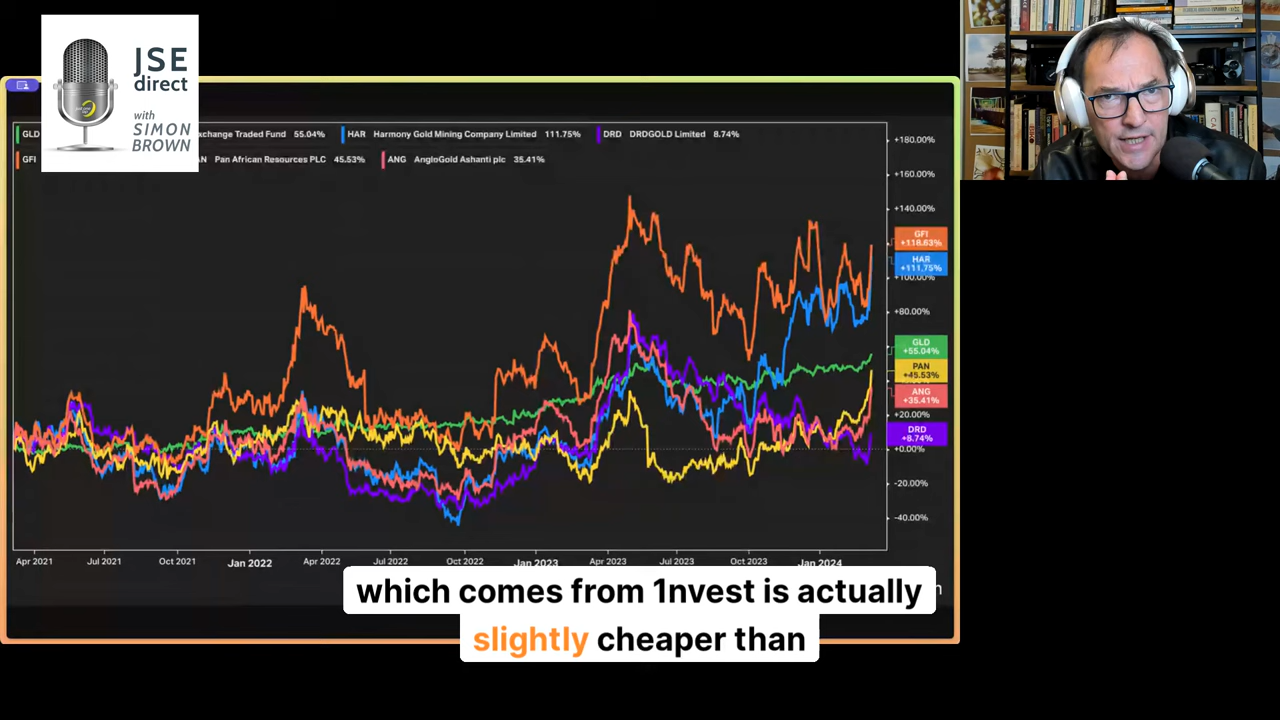 JSE
direct
with
SIMON
BROWN
GLD
xchange Traded Fund 55.04%
HAR Harmony Gold Mining Company Limited 111.75%
DRD DRDGOLD Limited 8.74%
GFI
AN Pan African Resources PLC 45.53%
ANG AngloGold Ashanti plc 35.41%
+180.00%
+160.00%
+140.00%
GFI
+118.63%
HAR
+111.75%
+100.00%
+80.00%
GLD
+55.04%
PAN
+45.53%
ANG
+35.41%
+20.00%
DRD
+8.74%
+0.00%
-20.00%
-40.00%
Apr 2021 Jul 2021 Oct 2021 Jan 2022 Apr 2022 Jul 2022 Oct 2022 Jan 2023 Apr 2023 Jul 2023 Oct 2023 Jan 2024
which comes from 1nvest is actually
slightly cheaper than